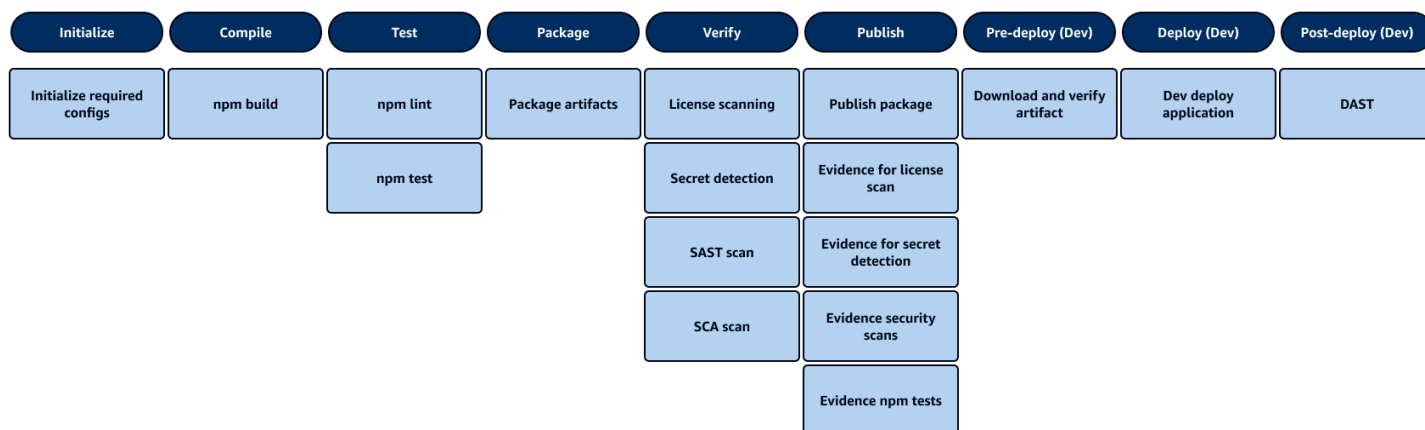 Initialize
Compile
Test
Package
Verify
Publish
Pre-deploy (Dev)
Deploy (Dev)
Post-deploy (Dev)
Initialize required
configs
npm build
npm lint
Package artifacts
License scanning
Publish package
Download and verify
artifact
Dev deploy
application
DAST
npm test
Secret detection
Evidence for license
scan
SAST scan
Evidence for secret
detection
SCA scan
Evidence security
scans
Evidence npm tests